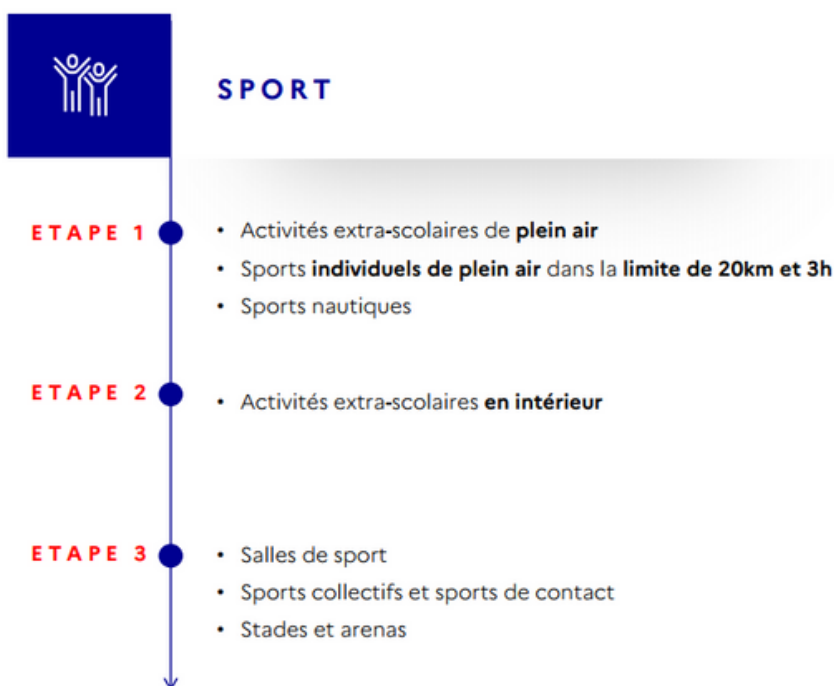 SPORT
ETAPE 1
• Activités extra-scolaires de plein air
• Sports individuels de plein air dans la limite de 20km et 3h
• Sports nautiques
ETAPE 2
• Activités extra-scolaires en intérieur
ETAPE 3
• Salles de sport
• Sports collectifs et sports de contact
• Stades et arenas